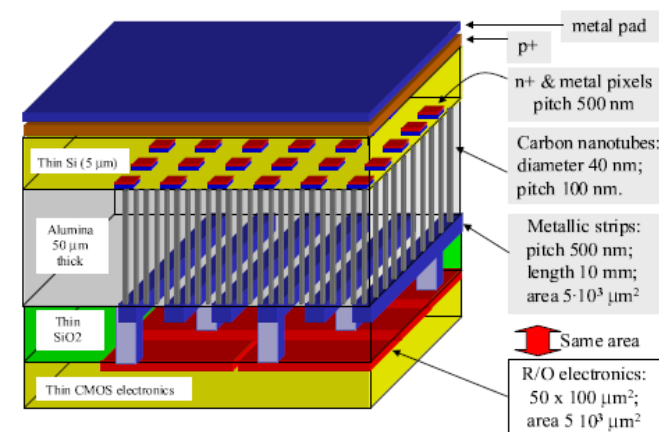 metal pad
p+
n+ & metal pixels
pitch 500 nm
Thin Si (5 μm)
Carbon nanotubes:
diameter 40 nm;
pitch 100 nm.
Alumina
50 μm
thick
Metallic strips:
pitch 500 nm;
length 10 mm;
area 5·10³ μm²
Thin
SiO2
Same area
Thin CMOS electronics
R/O electronics:
50 x 100 μm²;
area 5 10³ μm²